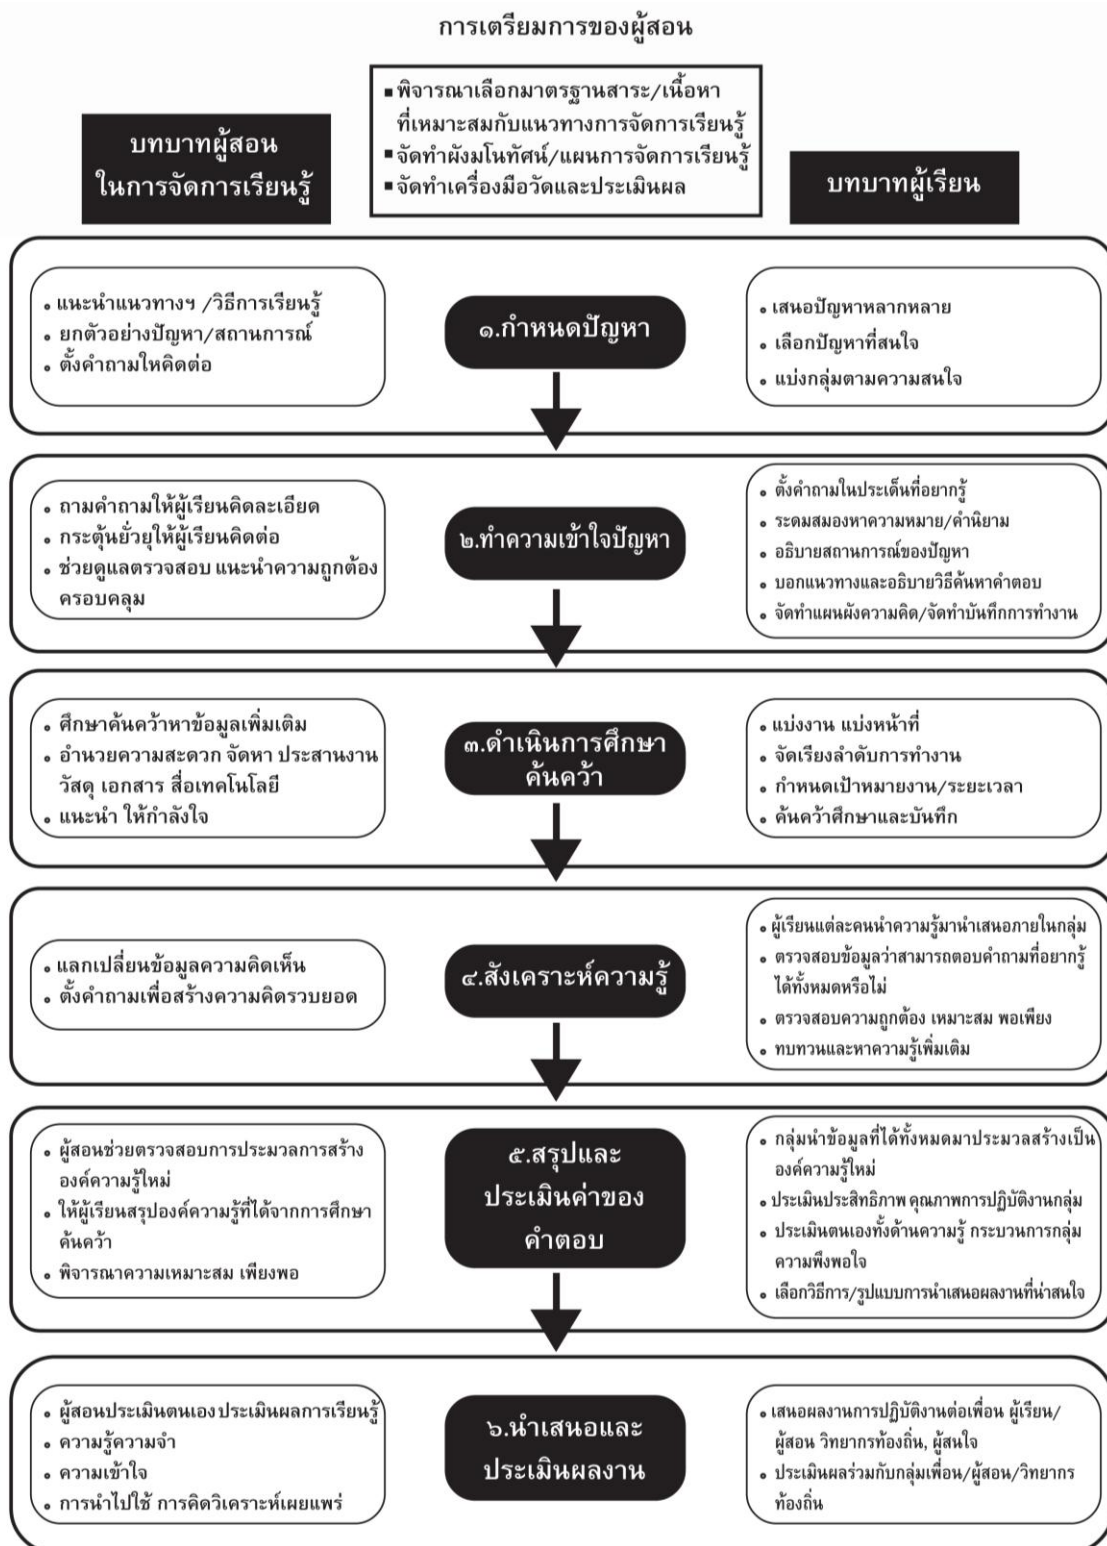 การเตรียมการของผู้สอน
บทบาทผู้สอน
ในการจัดการเรียนรู้
▪ พิจารณาเลือกมาตรฐานสาระ/เนื้อหา
ที่เหมาะสมกับแนวทางการจัดการเรียนรู้
▪ จัดทำผังมโนทัศน์/แผนการจัดการเรียนรู้
▪ จัดทำเครื่องมือวัดและประเมินผล
บทบาทผู้เรียน
• แนะนำแนวทางฯ /วิธีการเรียนรู้
• ยกตัวอย่างปัญหา/สถานการณ์
• ตั้งคำถามใหคิดต่อ
๑.กำหนดปัญหา
• เสนอปัญหาหลากหลาย
• เลือกปัญหาที่สนใจ
• แบ่งกลุ่มตามความสนใจ
• ถามคำถามให้ผู้เรียนคิดละเอียด
• กระตุ้นยั่วยุให้ผู้เรียนคิดต่อ
• ช่วยดูแลตรวจสอบ แนะนำความถูกต้อง
ครอบคลุม
๒.ทำความเข้าใจปัญหา
• ตั้งคำถามในประเด็นที่อยากรู้
• ระดมสมองหาความหมาย/คำนิยาม
• อธิบายสถานการณ์ของปัญหา
• บอกแนวทางและอธิบายวิธีค้นหาคำตอบ
• จัดทำแผนผังความคิด/จัดทำบันทึกการทำงาน
• ศึกษาค้นคว้าหาข้อมูลเพิ่มเติม
• อำนวยความสะดวก จัดหา ประสานงาน
วัสดุ เอกสาร สื่อเทคโนโลยี
• แนะนำ ให้กำลังใจ
๓.ดำเนินการศึกษา
ค้นคว้า
• แบ่งงาน แบ่งหน้าที่
• จัดเรียงลำดับการทำงาน
• กำหนดเป้าหมายงาน/ระยะเวลา
• ค้นคว้าศึกษาและบันทึก
• แลกเปลี่ยนข้อมูลความคิดเห็น
• ตั้งคำถามเพื่อสร้างความคิดรวบยอด
๔.สังเคราะห์ความรู้
• ผู้เรียนแต่ละคนนำความรู้มานำเสนอภายในกลุ่ม
• ตรวจสอบข้อมูลว่าสามารถตอบคำถามที่อยากรู้
ได้ทั้งหมดหรือไม่
• ตรวจสอบความถูกต้อง เหมาะสม พอเพียง
• ทบทวนและหาความรู้เพิ่มเติม
• ผู้สอนช่วยตรวจสอบการประมวลการสร้าง
องค์ความรู้ใหม่
• ให้ผู้เรียนสรุปองค์ความรู้ที่ได้จากการศึกษา
ค้นคว้า
• พิจารณาความเหมาะสม เพียงพอ
๕.สรุปและ
ประเมินค่าของ
คำตอบ
• กลุ่มนำข้อมูลที่ได้ทั้งหมดมาประมวลสร้างเป็น
องค์ความรู้ใหม่
• ประเมินประสิทธิภาพ คุณภาพการปฏิบัติงานกลุ่ม
• ประเมินตนเองทั้งด้านความรู้ กระบวนการกลุ่ม
ความพึงพอใจ
• เลือกวิธีการ/รูปแบบการนำเสนอผลงานที่น่าสนใจ
• ผู้สอนประเมินตนเอง ประเมินผลการเรียนรู้
• ความรู้ความจำ
• ความเข้าใจ
• การนำไปใช้ การคิดวิเคราะห์เผยแพร่
๖.นำเสนอและ
ประเมินผลงาน
• เสนอผลงานการปฏิบัติงานต่อเพื่อน ผู้เรียน/
ผู้สอน วิทยากรท้องถิ่น, ผู้สนใจ
• ประเมินผลร่วมกับกลุ่มเพื่อน/ผู้สอน/วิทยากร
ท้องถิ่น